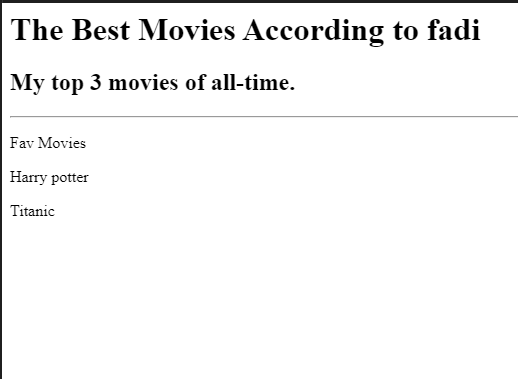 The Best Movies According to fadi
My top 3 movies of all-time.
Fav Movies
Harry potter
Titanic